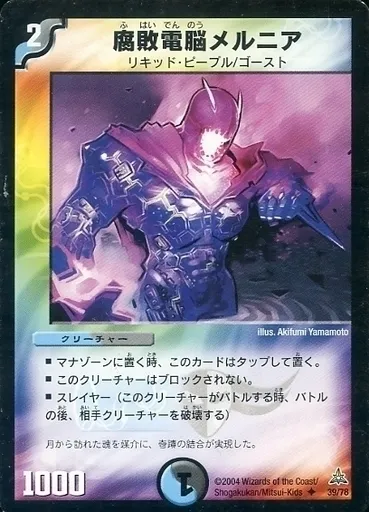 2
ふはいでんのう
腐敗電脳メルニア
リキッド・ピープル/ゴースト
illus. Akifumi Yamamoto
クリーチャー
■ マナゾーンに置く時、このカードはタップして置く。
■ このクリーチャーはブロックされない。
■ スレイヤー（このクリーチャーがバトルする時、バトル
の後、相手クリーチャーを破壊する）
月から訪れた魂を媒介に、奇蹟の結合が実現した。
1000
©2004 Wizards of the Coast/
Shogakukan/Mitsui-Kids ♦ 39/78